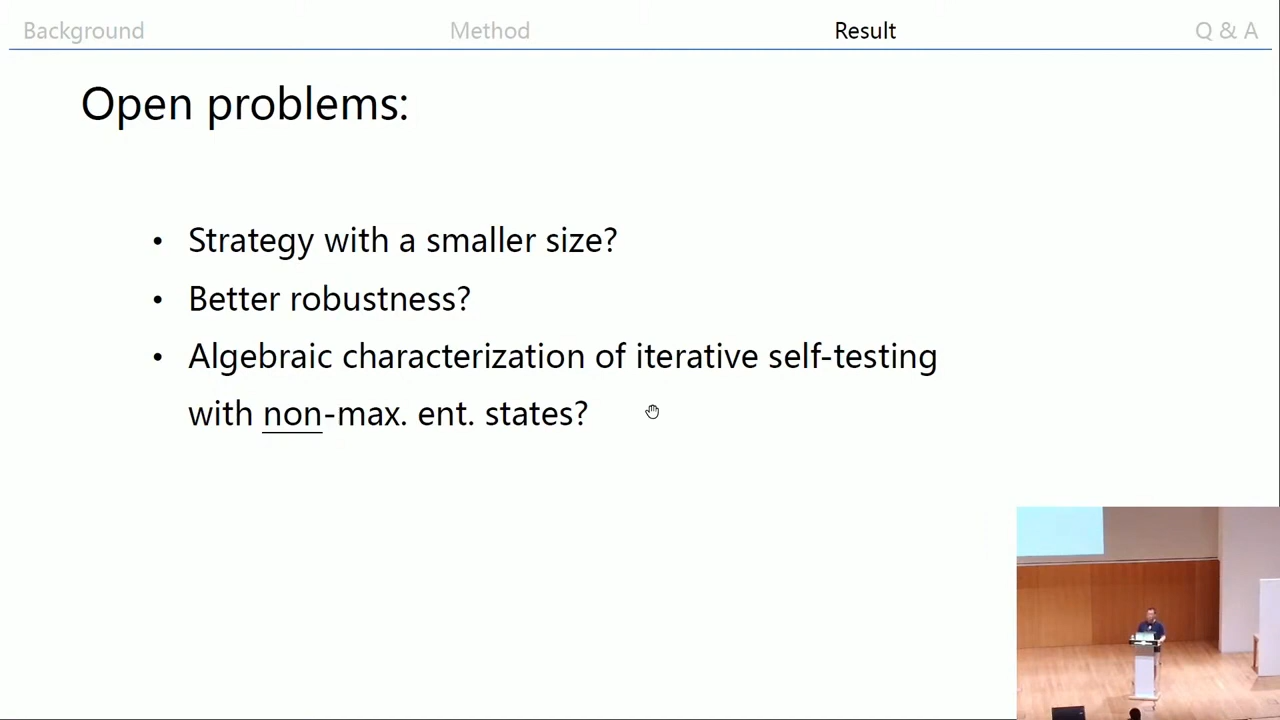 Background Method Result Q & A
Open problems:
• Strategy with a smaller size?
• Better robustness?
• Algebraic characterization of iterative self-testing
with non-max. ent. states?